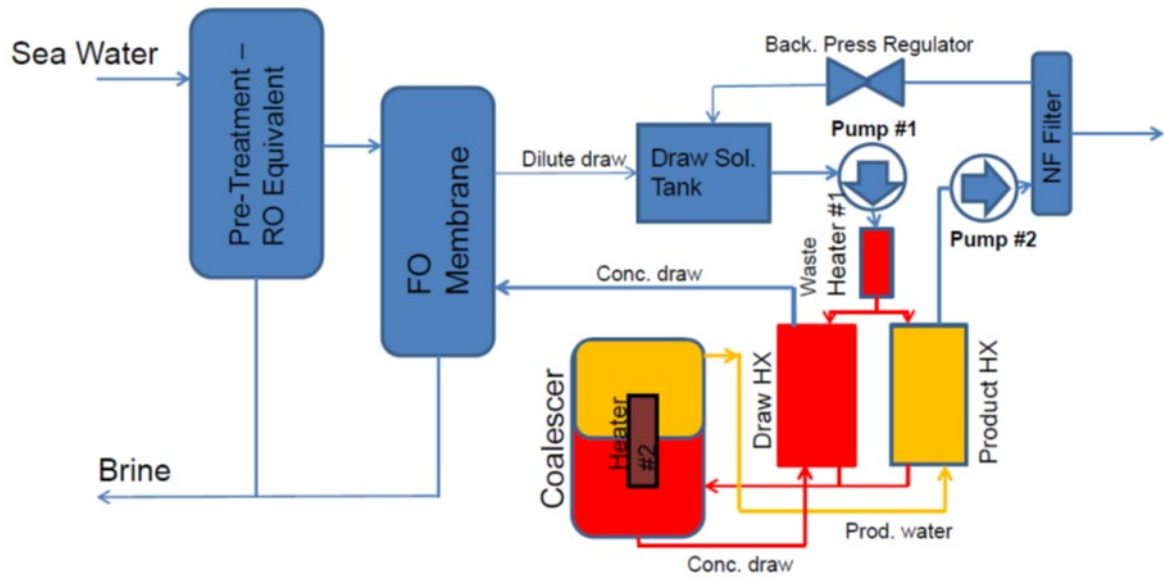 Sea Water
Pre-Treatment –
RO Equivalent
FO
Membrane
Dilute draw
Draw Sol.
Tank
Back. Press Regulator
Pump #1
NF Filter
Pump #2
Waste
Heater #1
Conc. draw
Draw HX
Product HX
Coalescer
Heater
#2
Prod. water
Conc. draw
Brine